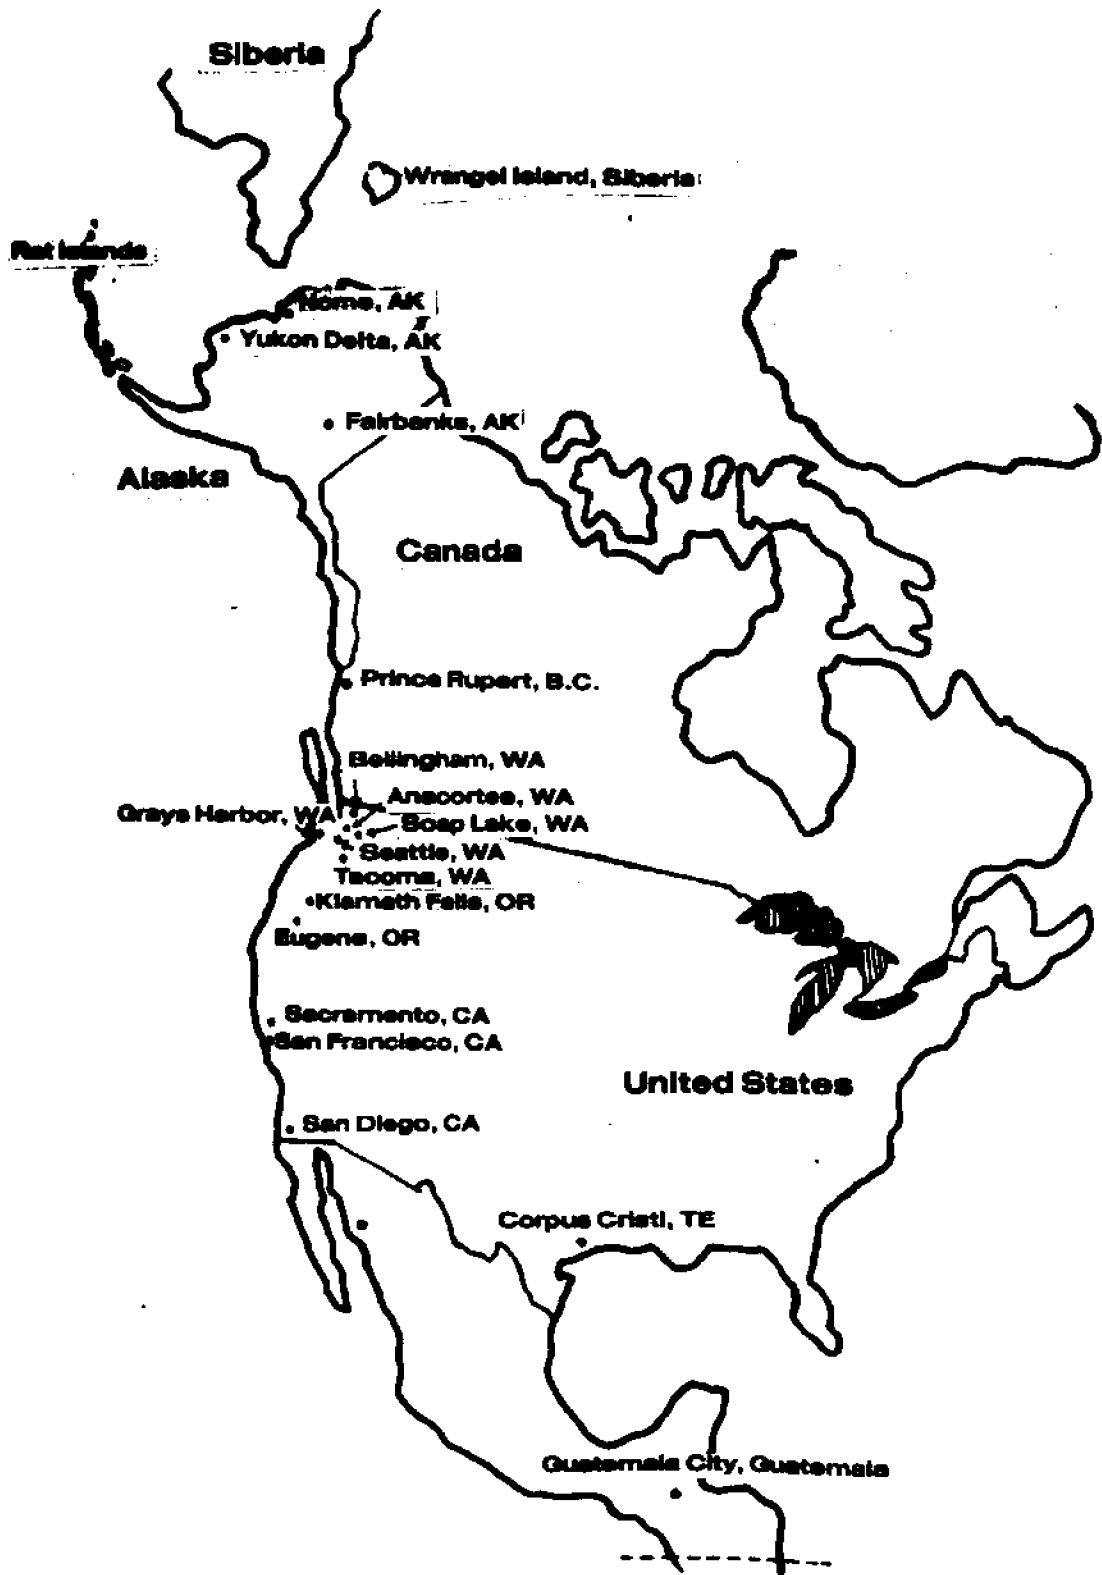 Siberia
Wrangel Island, Siberia
Rat Islands
Nome, AK
Yukon Delta, AK
Fairbanks, AK
Alaska
Canada
Prince Rupert, B.C.
Bellingham, WA
Anacortes, WA
Grays Harbor, WA
Soap Lake, WA
Seattle, WA
Tacoma, WA
Klamath Falls, OR
Eugene, OR
Sacramento, CA
San Francisco, CA
United States
San Diego, CA
Corpus Cristi, TE
Guatemala City, Guatemala